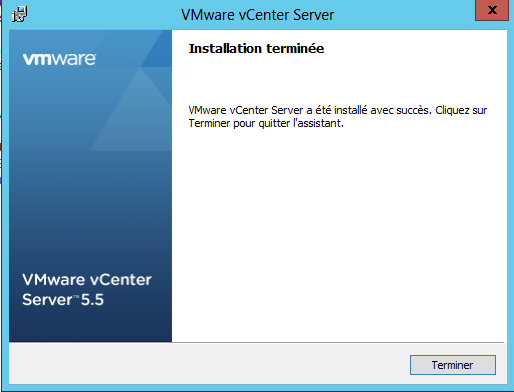 VMware vCenter Server
x
vmware
Installation terminée
VMware vCenter Server a été installé avec succès. Cliquez sur
Terminer pour quitter l'assistant.
VMware vCenter
Server™ 5.5
Terminer